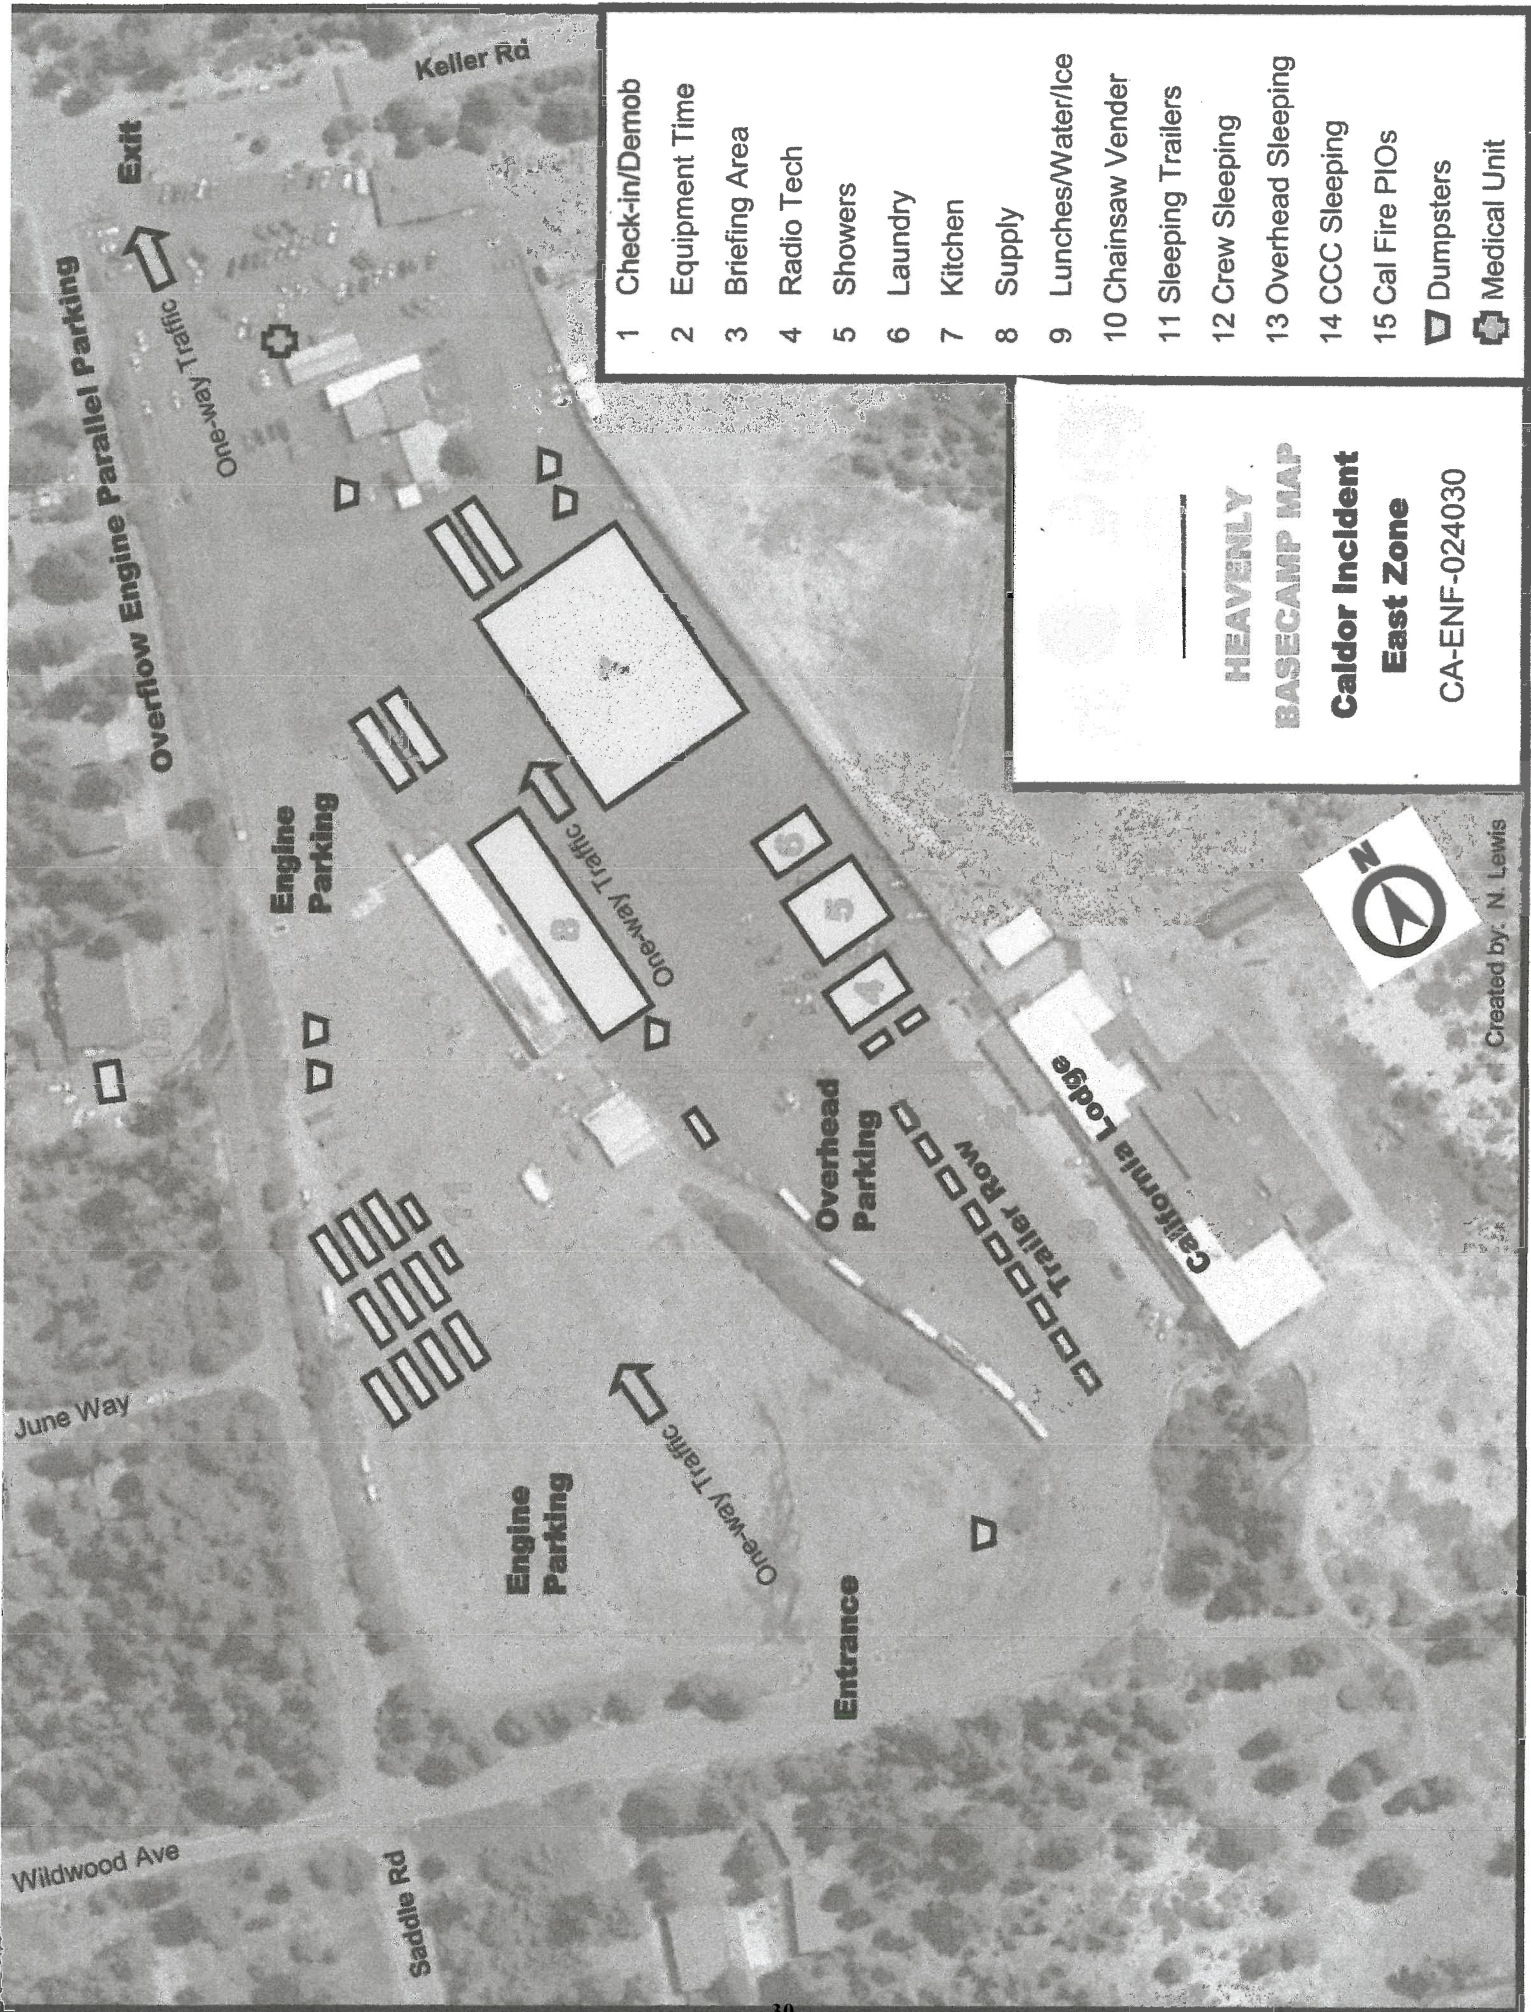 Wildwood Ave
Saddle Rd
June Way
Overflow Engine Parallel Parking
Exit
One-way Traffic
Keller Rd
Engine
Parking
Engine
Parking
One-way Traffic
Entrance
8
One-way Traffic
Overhead
Parking
4
5
6
Trailer Row
California Lodge
N
Created by: N. Lewis
HEAVENLY
BASECAMP MAP
Caldor Incident
East Zone
CA-ENF-024030
1 Check-in/Demob
2 Equipment Time
3 Briefing Area
4 Radio Tech
5 Showers
6 Laundry
7 Kitchen
8 Supply
9 Lunches/Water/Ice
10 Chainsaw Vender
11 Sleeping Trailers
12 Crew Sleeping
13 Overhead Sleeping
14 CCC Sleeping
15 Cal Fire PIOs
Dumpsters
Medical Unit
30